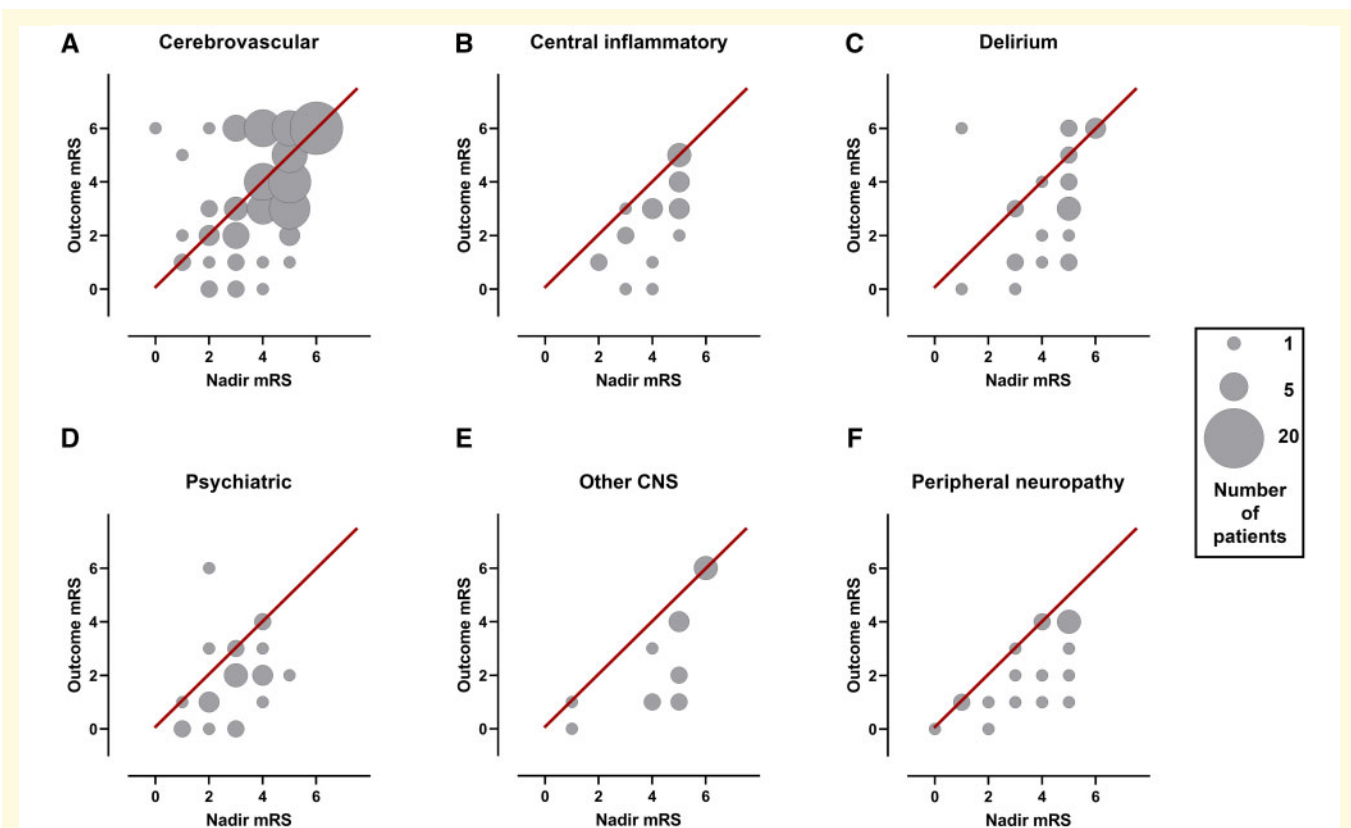 A Cerebrovascular
B Central inflammatory
C Delirium
Outcome mRS
6
4
2
0
0 2 4 6
Nadir mRS
Outcome mRS
6
4
2
0
0 2 4 6
Nadir mRS
Outcome mRS
6
4
2
0
0 2 4 6
Nadir mRS
1
5
20
Number
of
patients
D Psychiatric
E Other CNS
F Peripheral neuropathy
Outcome mRS
6
4
2
0
0 2 4 6
Nadir mRS
Outcome mRS
6
4
2
0
0 2 4 6
Nadir mRS
Outcome mRS
6
4
2
0
0 2 4 6
Nadir mRS